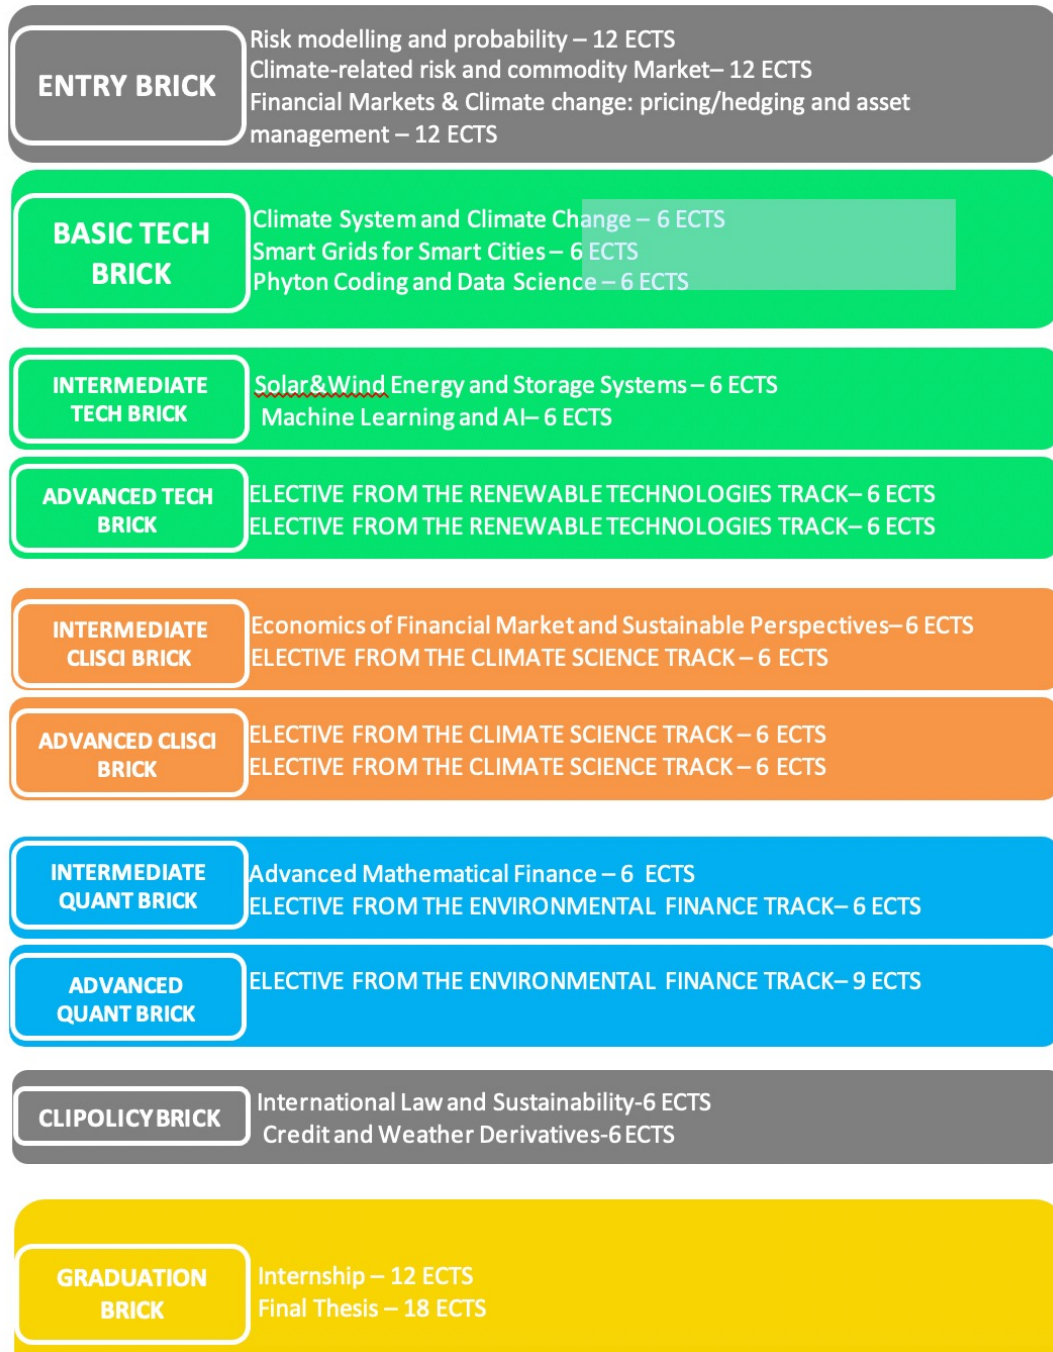 ENTRY BRICK
Risk modelling and probability – 12 ECTS
Climate-related risk and commodity Market– 12 ECTS
Financial Markets & Climate change: pricing/hedging and asset
management – 12 ECTS
BASIC TECH
BRICK
Climate System and Climate Change – 6 ECTS
Smart Grids for Smart Cities – 6 ECTS
Phyton Coding and Data Science – 6 ECTS
INTERMEDIATE
TECH BRICK
Solar&Wind Energy and Storage Systems – 6 ECTS
Machine Learning and AI– 6 ECTS
ADVANCED TECH
BRICK
ELECTIVE FROM THE RENEWABLE TECHNOLOGIES TRACK– 6 ECTS
ELECTIVE FROM THE RENEWABLE TECHNOLOGIES TRACK– 6 ECTS
INTERMEDIATE
CLISCI BRICK
Economics of Financial Market and Sustainable Perspectives– 6 ECTS
ELECTIVE FROM THE CLIMATE SCIENCE TRACK – 6 ECTS
ADVANCED CLISCI
BRICK
ELECTIVE FROM THE CLIMATE SCIENCE TRACK – 6 ECTS
ELECTIVE FROM THE CLIMATE SCIENCE TRACK – 6 ECTS
INTERMEDIATE
QUANT BRICK
Advanced Mathematical Finance – 6 ECTS
ELECTIVE FROM THE ENVIRONMENTAL FINANCE TRACK– 6 ECTS
ADVANCED
QUANT BRICK
ELECTIVE FROM THE ENVIRONMENTAL FINANCE TRACK– 9 ECTS
CLIPOLICY BRICK
International Law and Sustainability-6 ECTS
Credit and Weather Derivatives-6 ECTS
GRADUATION
BRICK
Internship – 12 ECTS
Final Thesis – 18 ECTS